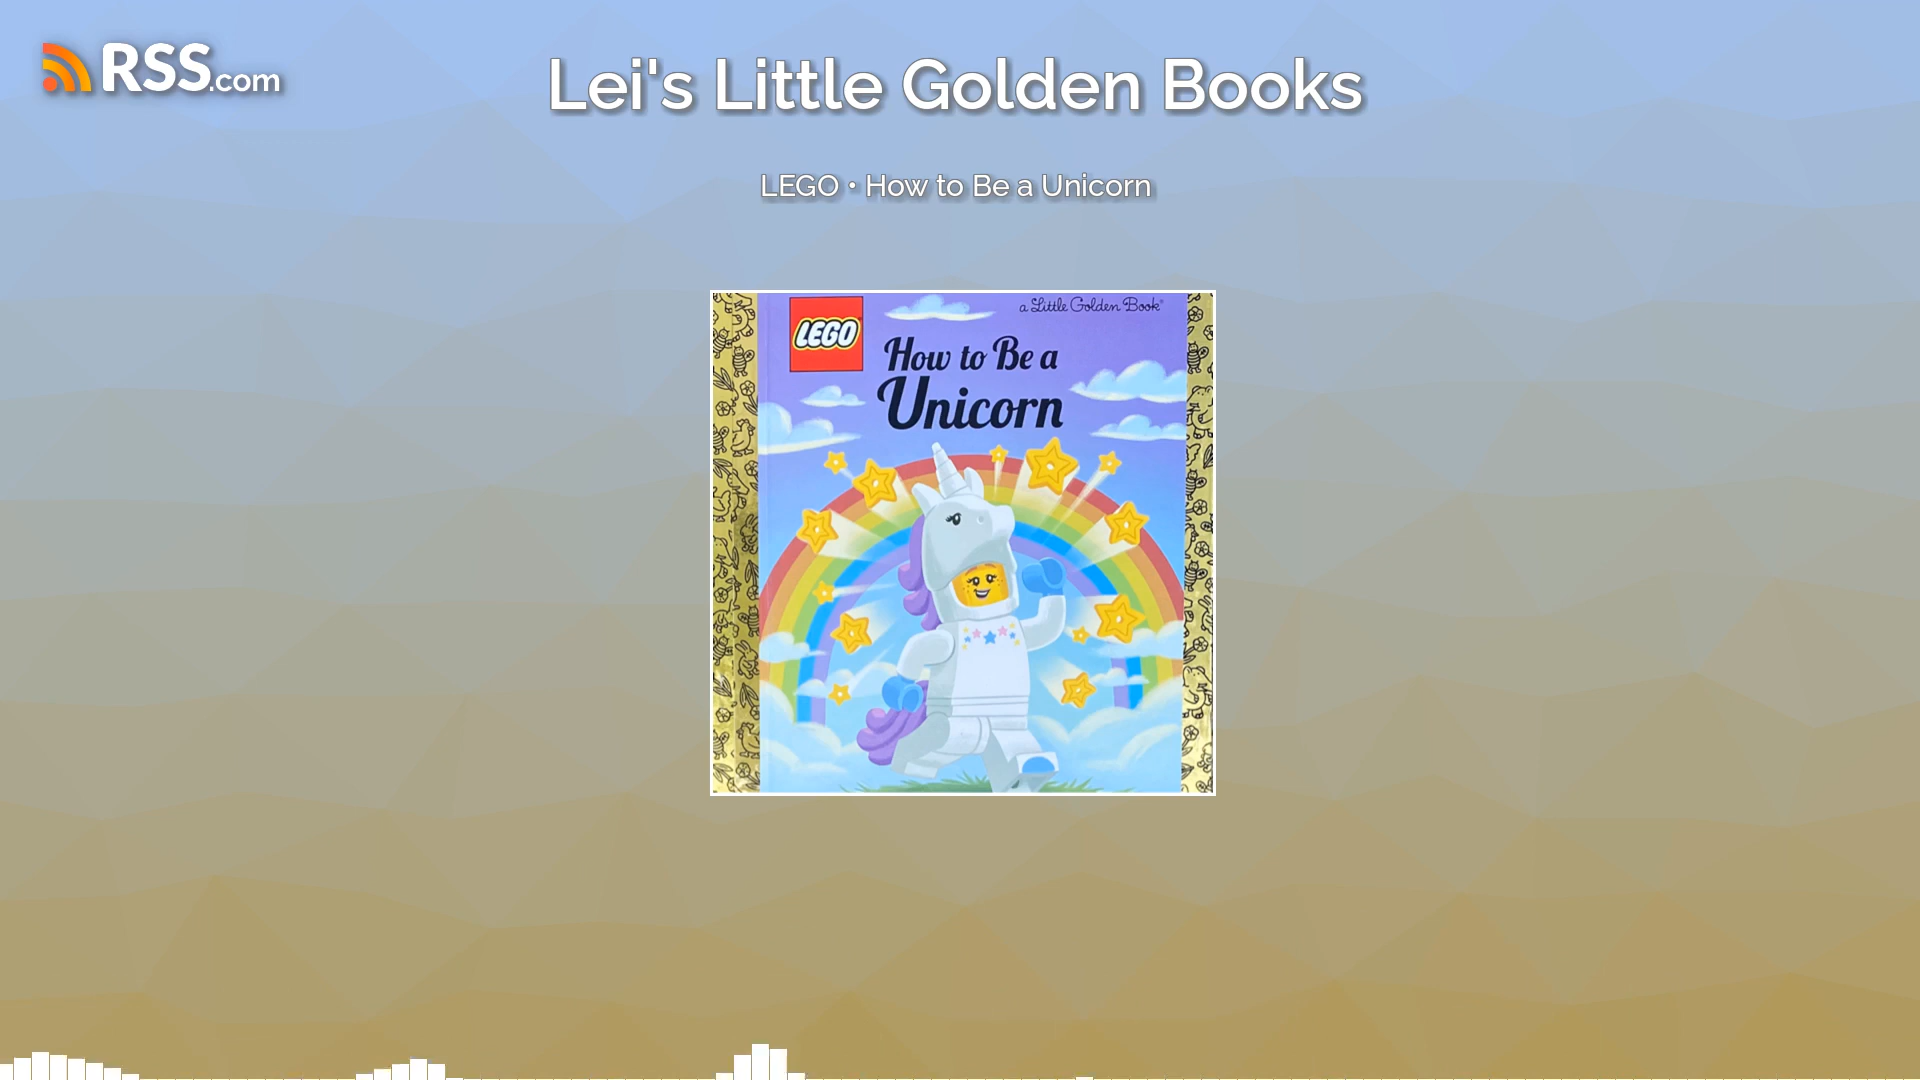 RSS.com
Lei's Little Golden Books
LEGO • How to Be a Unicorn
a Little Golden Book®
LEGO
How to Be a
Unicorn